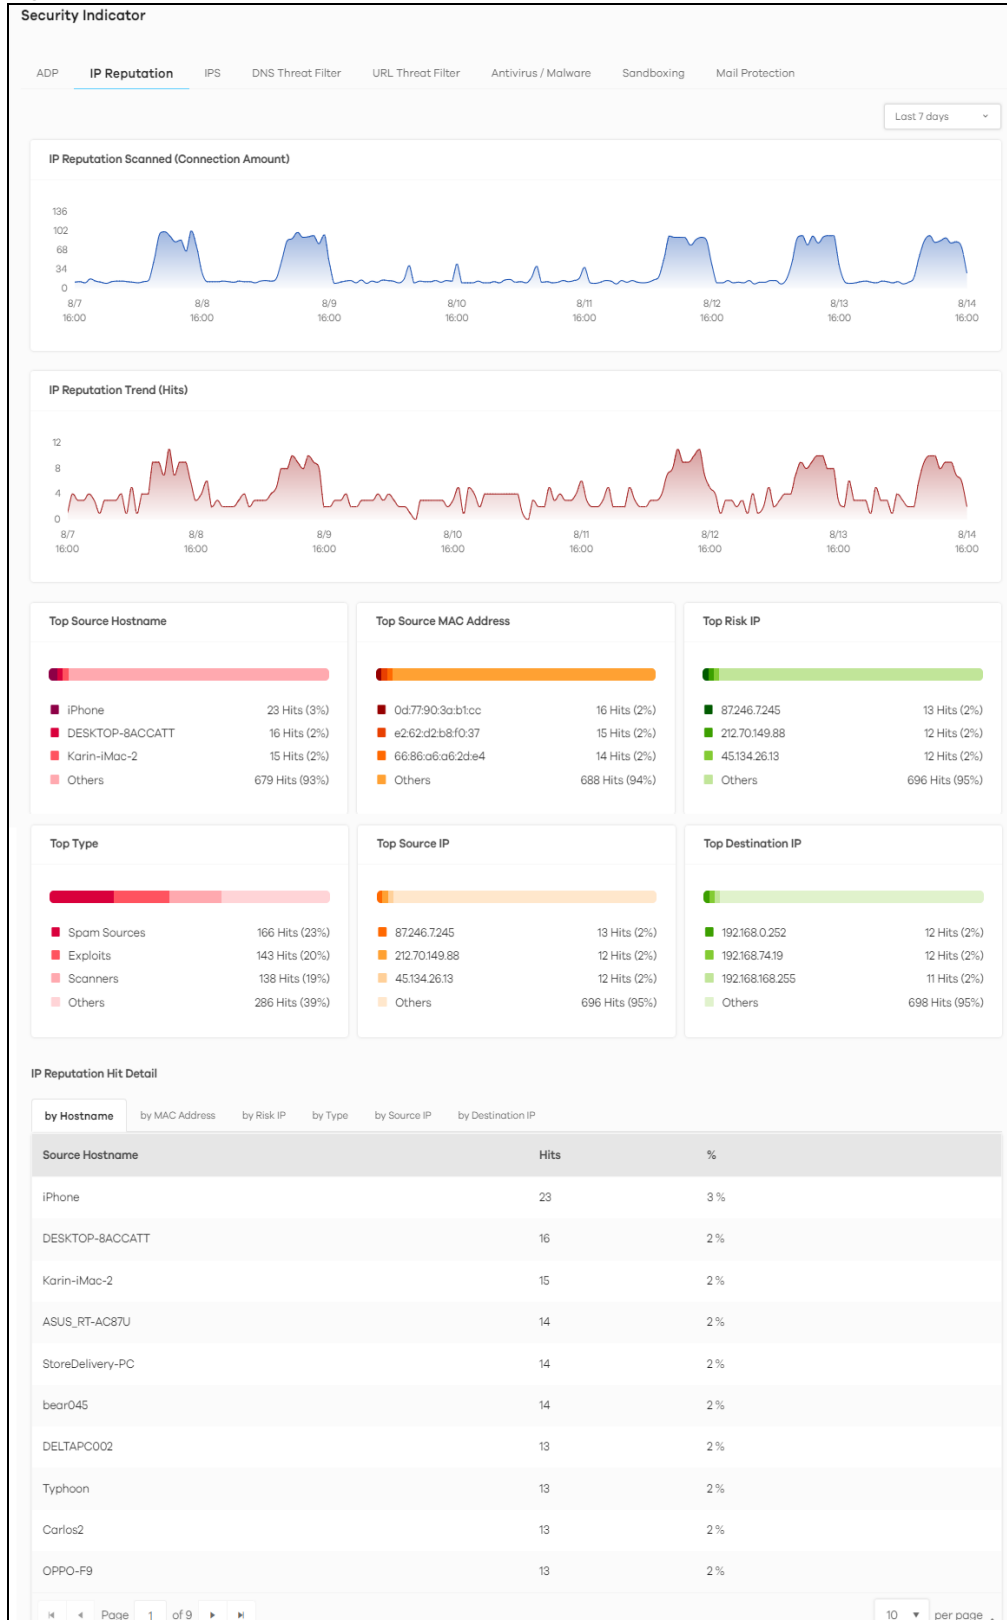 Security Indicator
ADP IP Reputation IPS DNS Threat Filter URL Threat Filter Antivirus / Malware Sandboxing Mail Protection
Last 7 days
IP Reputation Scanned (Connection Amount)
136
102
68
34
0
8/7 8/8 8/9 8/10 8/11 8/12 8/13 8/14
16:00 16:00 16:00 16:00 16:00 16:00 16:00 16:00
IP Reputation Trend (Hits)
12
8
4
0
8/7 8/8 8/9 8/10 8/11 8/12 8/13 8/14
16:00 16:00 16:00 16:00 16:00 16:00 16:00 16:00
Top Source Hostname
iPhone 23 Hits (3%)
DESKTOP-8ACCATT 16 Hits (2%)
Karin-iMac-2 15 Hits (2%)
Others 679 Hits (93%)
Top Source MAC Address
0d:77:90:3a:b1:cc 16 Hits (2%)
e2:62:d2:b8:f0:37 15 Hits (2%)
66:86:a6:a6:2d:e4 14 Hits (2%)
Others 688 Hits (94%)
Top Risk IP
87.246.7.245 13 Hits (2%)
212.70.149.88 12 Hits (2%)
45.134.26.13 12 Hits (2%)
Others 696 Hits (95%)
Top Type
Spam Sources 166 Hits (23%)
Exploits 143 Hits (20%)
Scanners 138 Hits (19%)
Others 286 Hits (39%)
Top Source IP
87.246.7.245 13 Hits (2%)
212.70.149.88 12 Hits (2%)
45.134.26.13 12 Hits (2%)
Others 696 Hits (95%)
Top Destination IP
192.168.0.252 12 Hits (2%)
192.168.74.19 12 Hits (2%)
192.168.168.255 11 Hits (2%)
Others 698 Hits (95%)
IP Reputation Hit Detail
by Hostname by MAC Address by Risk IP by Type by Source IP by Destination IP
Source Hostname Hits %
iPhone 23 3 %
DESKTOP-8ACCATT 16 2 %
Karin-iMac-2 15 2 %
ASUS_RT-AC87U 14 2 %
StoreDelivery-PC 14 2 %
bear045 14 2 %
DELTAPC002 13 2 %
Typhoon 13 2 %
Carlos2 13 2 %
OPPO-F9 13 2 %
Page 1 of 9 10 per page